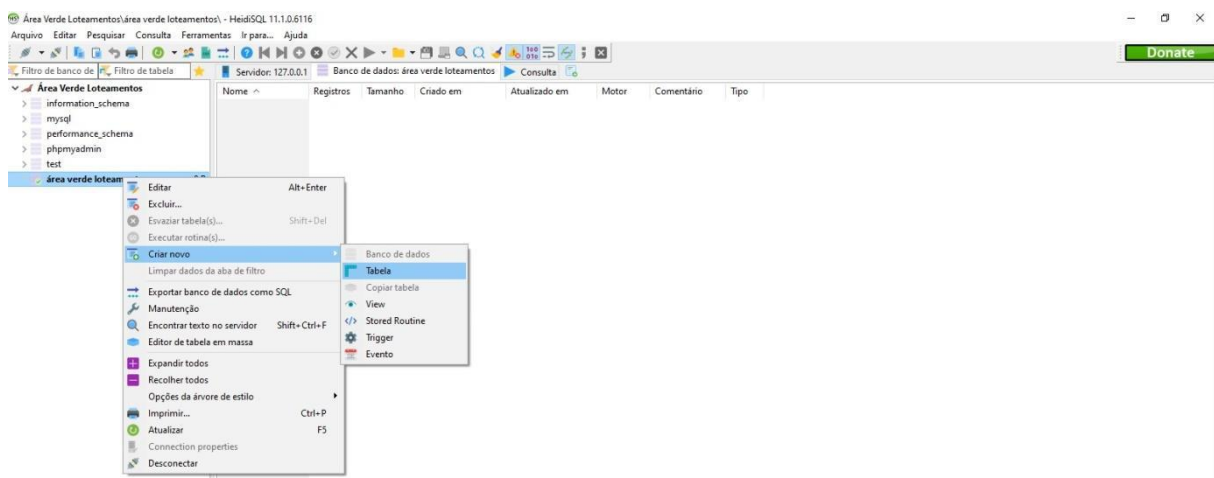 Área Verde Loteamentos\área verde loteamentos\ - HeidiSQL 11.1.0.6116
Arquivo Editar Pesquisar Consulta Ferramentas Ir para... Ajuda
Donate
Filtro de banco de Filtro de tabela
Servidor: 127.0.0.1 Banco de dados: área verde loteamentos Consulta
Área Verde Loteamentos
Nome Registros Tamanho Criado em Atualizado em Motor Comentário Tipo
information_schema
mysql
performance_schema
phpmyadmin
test
área verde loteam
Editar Alt+Enter
Excluir...
Esvaziar tabela(s)... Shift+Del
Executar rotina(s)...
Criar novo
Limpar dados da aba de filtro
Exportar banco de dados como SQL
Manutenção
Encontrar texto no servidor Shift+Ctrl+F
Editor de tabela em massa
Expandir todos
Recolher todos
Opções da árvore de estilo
Imprimir... Ctrl+P
Atualizar F5
Connection properties
Desconectar
Banco de dados
Tabela
Copiar tabela
View
Stored Routine
Trigger
Evento